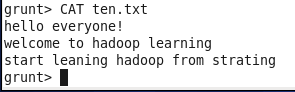 grunt> CAT ten.txt
hello everyone!
welcome to hadoop learning
start leaning hadoop from strating
grunt>